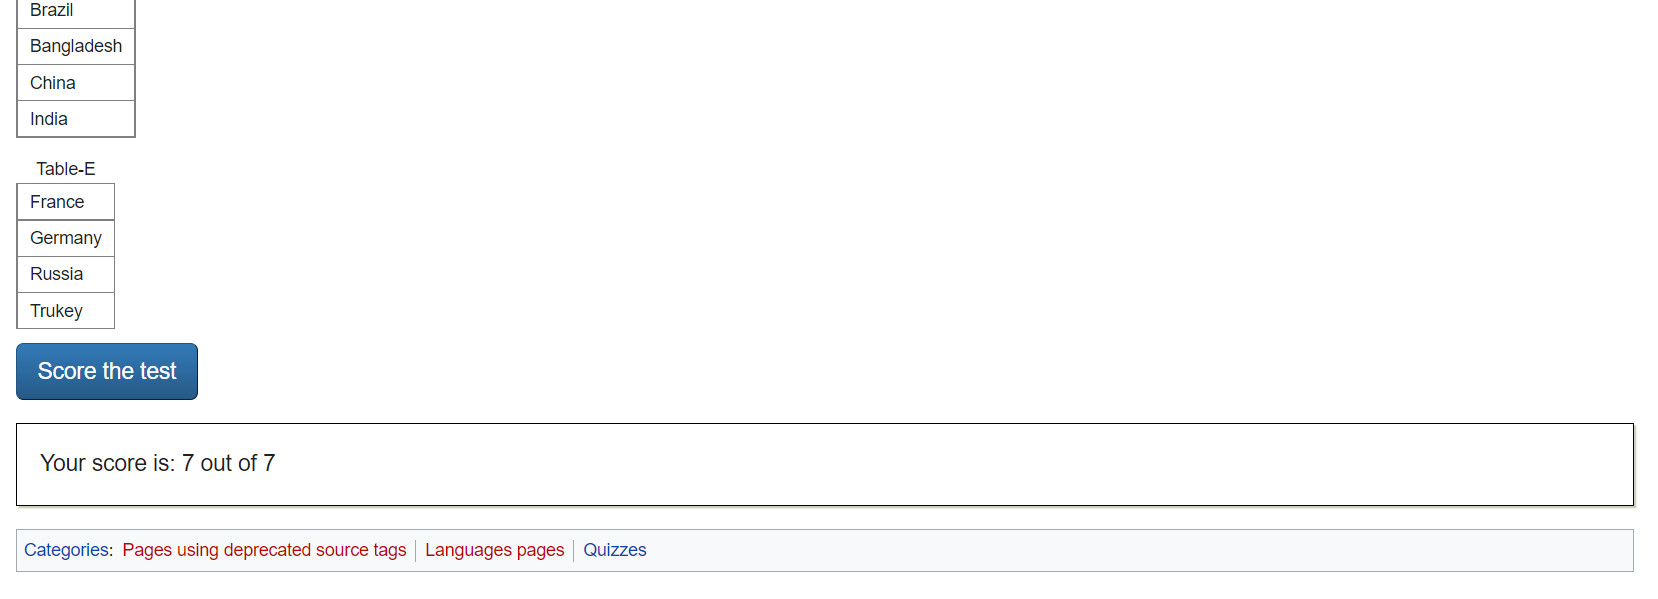 Brazil
Bangladesh
China
India
Table-E
France
Germany
Russia
Trukey
Score the test
Your score is: 7 out of 7
Categories: Pages using deprecated source tags Languages pages Quizzes